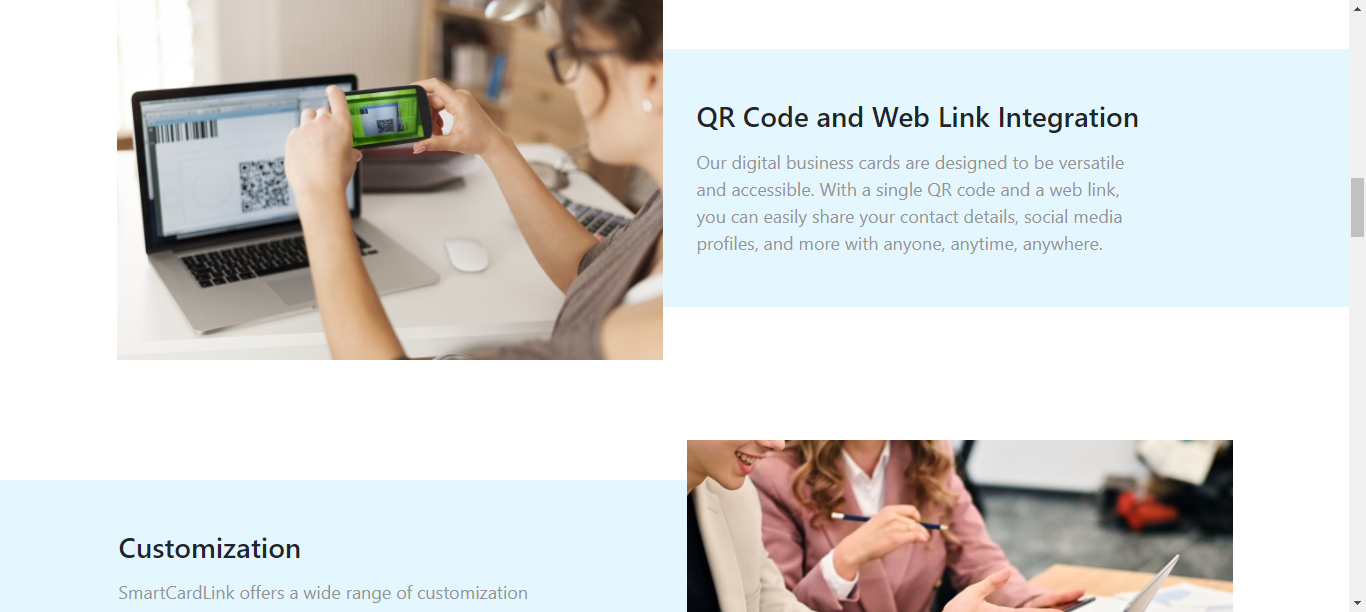 QR Code and Web Link Integration
Our digital business cards are designed to be versatile
and accessible. With a single QR code and a web link,
you can easily share your contact details, social media
profiles, and more with anyone, anytime, anywhere.
Customization
SmartCardLink offers a wide range of customization